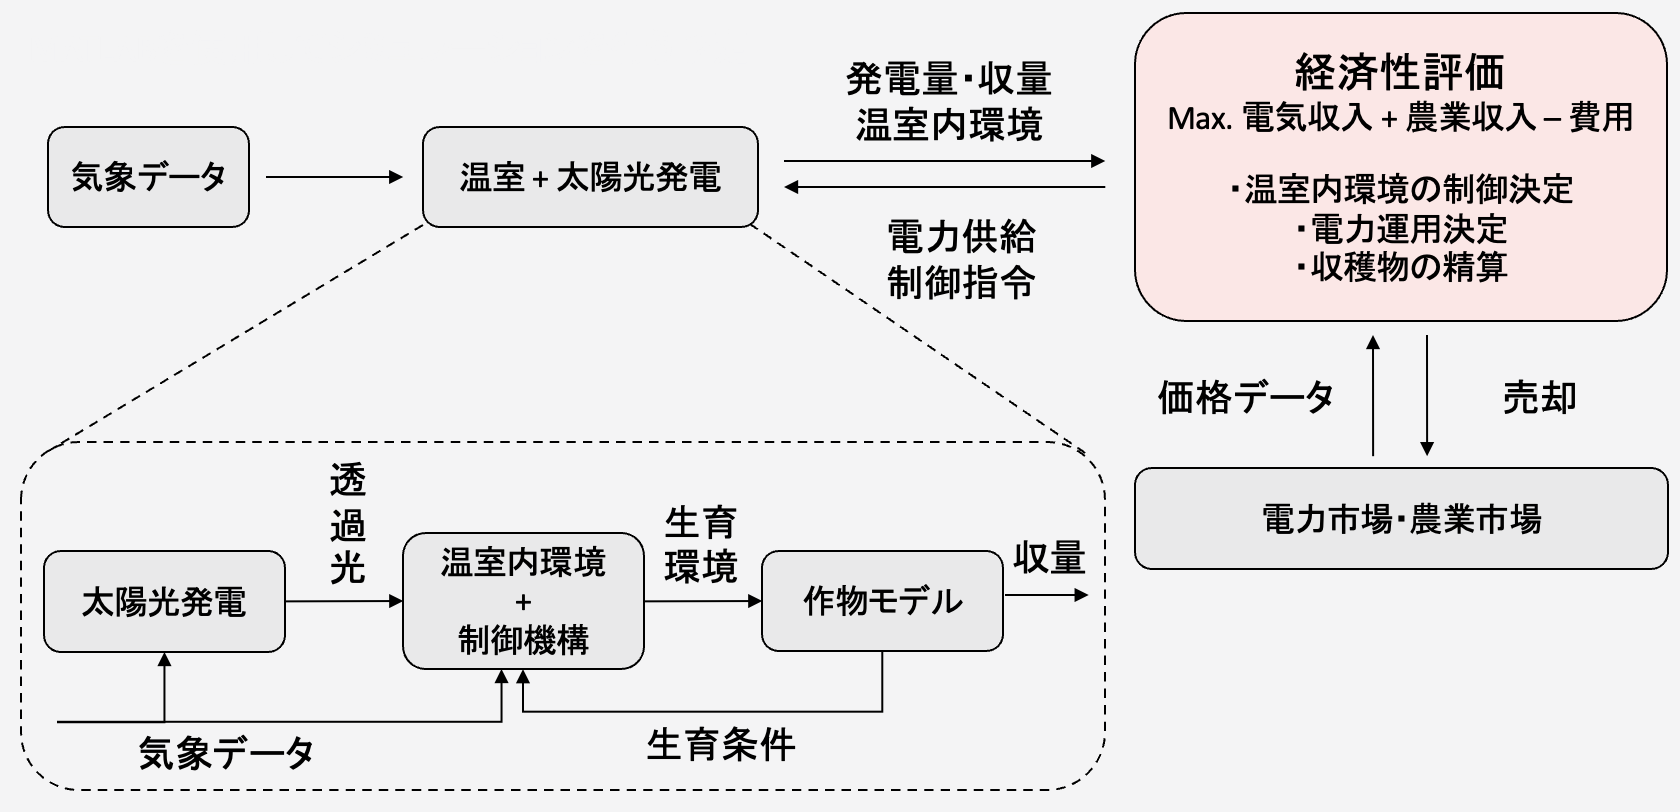 経済性評価
Max. 電気収入 + 農業収入 – 費用
・温室内環境の制御決定
・電力運用決定
・収穫物の精算
発電量・収量
温室内環境
気象データ
温室 + 太陽光発電
電力供給
制御指令
価格データ
売却
電力市場・農業市場
透
過
光
生育
環境
収量
太陽光発電
温室内環境
+
制御機構
作物モデル
気象データ
生育条件